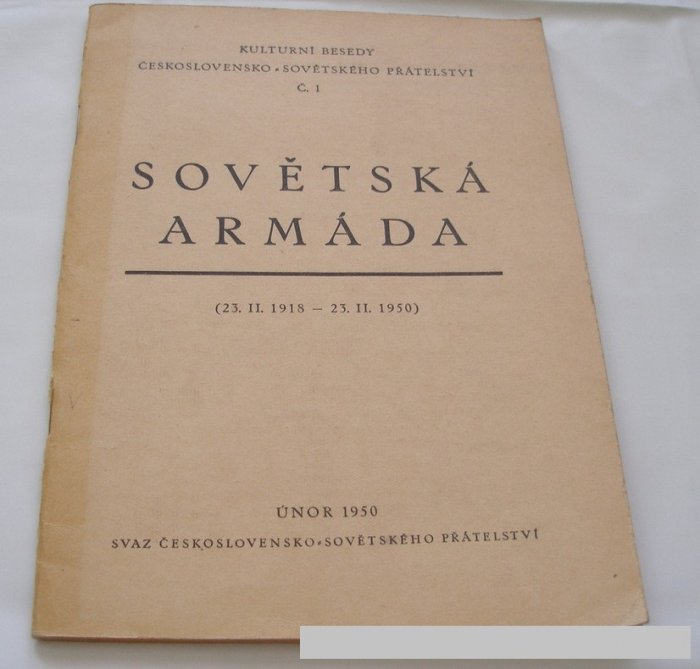 KULTURNÍ BESEDY
ČESKOSLOVENSKO-SOVĚTSKÉHO PŘÁTELSTVÍ
Č. 1
SOVĚTSKÁ
ARMÁDA
(23. II. 1918 – 23. II. 1950)
ÚNOR 1950
SVAZ ČESKOSLOVENSKO-SOVĚTSKÉHO PŘÁTELSTVÍ